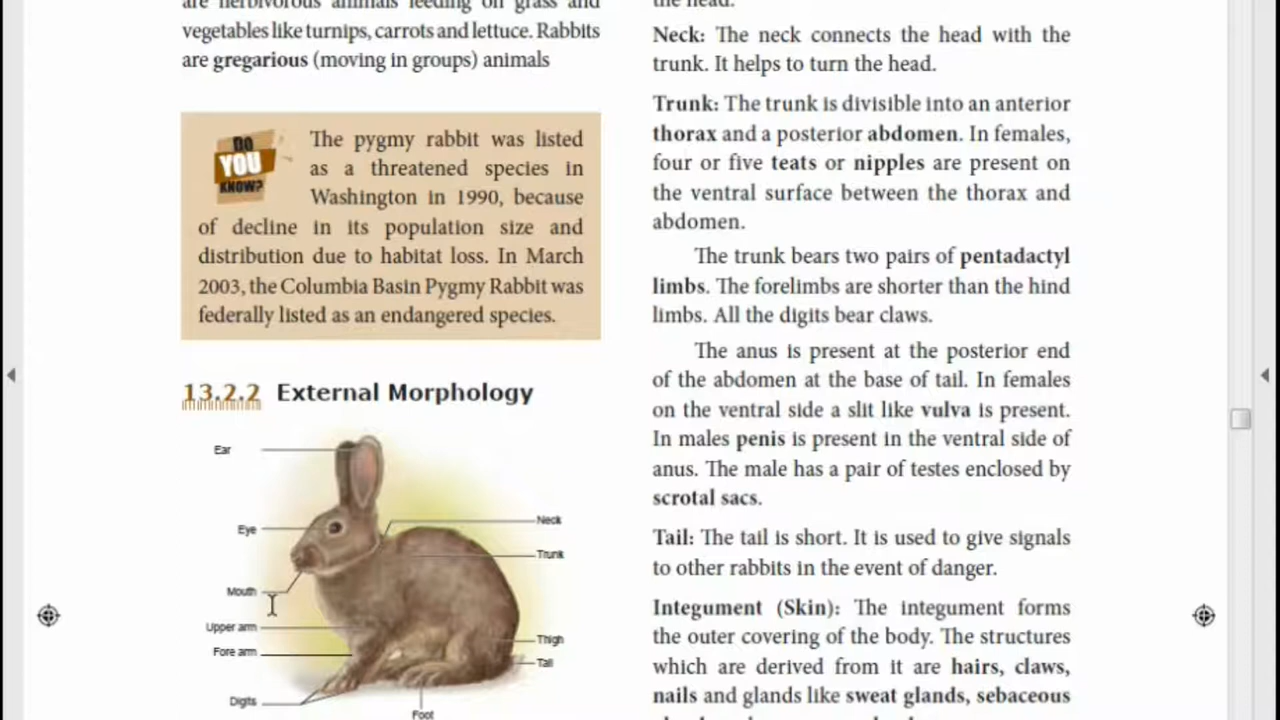 are herbivorous animals feeding on grass and
vegetables like turnips, carrots and lettuce. Rabbits
are gregarious (moving in groups) animals
DO
YOU
KNOW?
The pygmy rabbit was listed
as a threatened species in
Washington in 1990, because
of decline in its population size and
distribution due to habitat loss. In March
2003, the Columbia Basin Pygmy Rabbit was
federally listed as an endangered species.
13.2.2 External Morphology
Ear
Eye
Neck
Trunk
Mouth
Upper arm
Fore arm
Thigh
Tail
Digits
Foot
the head.
Neck: The neck connects the head with the
trunk. It helps to turn the head.
Trunk: The trunk is divisible into an anterior
thorax and a posterior abdomen. In females,
four or five teats or nipples are present on
the ventral surface between the thorax and
abdomen.
The trunk bears two pairs of pentadactyl
limbs. The forelimbs are shorter than the hind
limbs. All the digits bear claws.
The anus is present at the posterior end
of the abdomen at the base of tail. In females
on the ventral side a slit like vulva is present.
In males penis is present in the ventral side of
anus. The male has a pair of testes enclosed by
scrotal sacs.
Tail: The tail is short. It is used to give signals
to other rabbits in the event of danger.
Integument (Skin): The integument forms
the outer covering of the body. The structures
which are derived from it are hairs, claws,
nails and glands like sweat glands, sebaceous